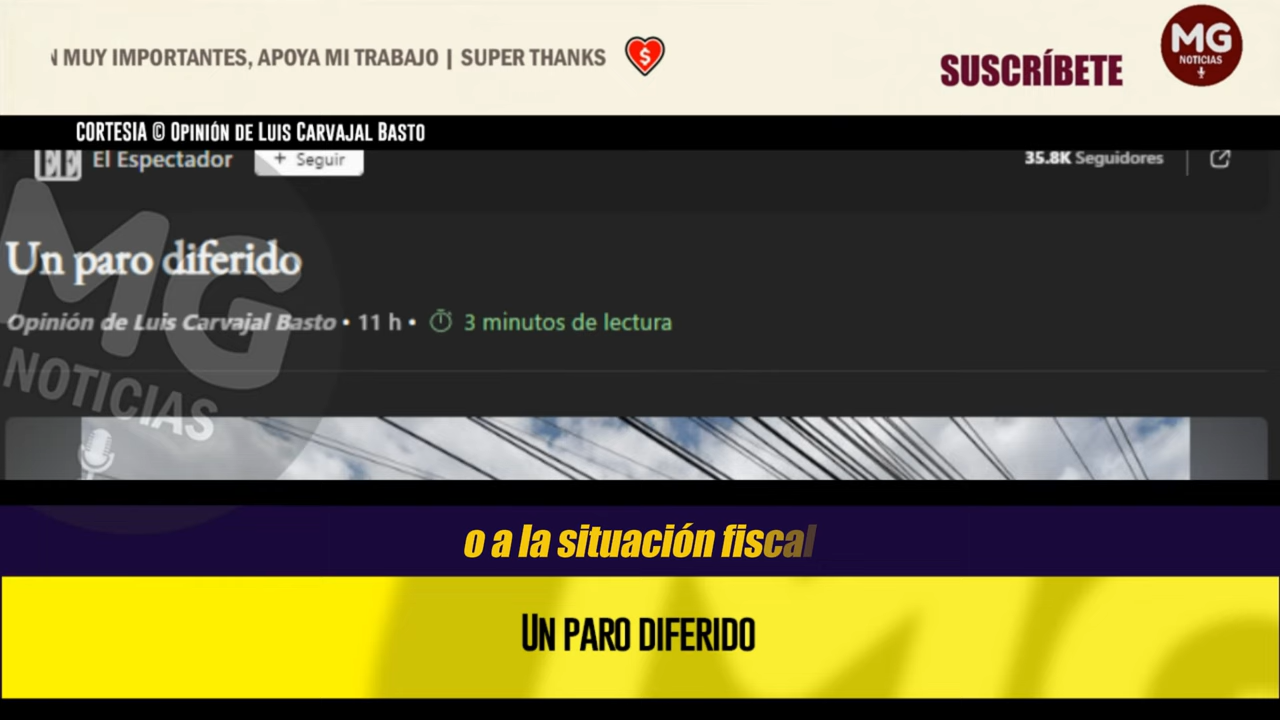 N MUY IMPORTANTES, APOYA MI TRABAJO | SUPER THANKS
$
SUSCRÍBETE
MG
NOTICIAS
CORTESIA © OPINIÓN DE LUIS CARVAJAL BASTO
EE El Espectador
+ Seguir
35.8K Seguidores
Un paro diferido
Opinión de Luis Carvajal Basto • 11 h • 3 minutos de lectura
MG
NOTICIAS
o a la situación fiscal
UN PARO DIFERIDO